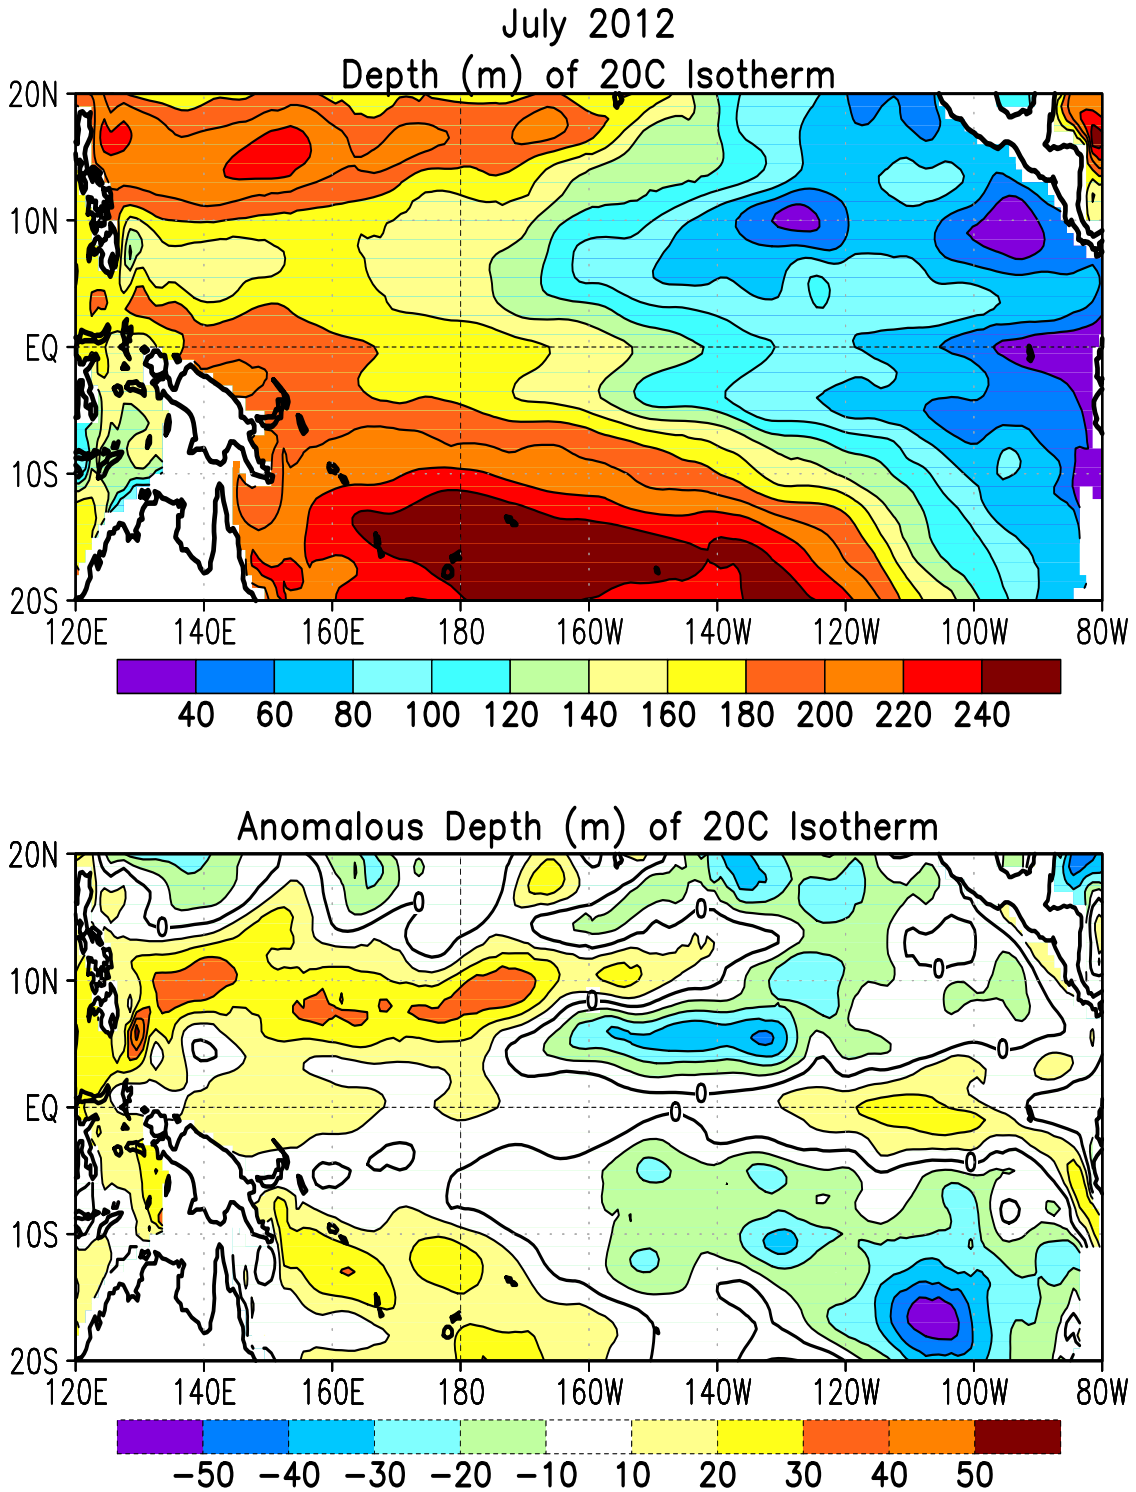 July 2012
Depth (m) of 20C Isotherm
20N
10N
EQ
10S
20S
120E 140E 160E 180 160W 140W 120W 100W 80W
40 60 80 100 120 140 160 180 200 220 240
Anomalous Depth (m) of 20C Isotherm
20N
0
0
0
10N
0
0
0
0
EQ
0
0
10S
20S
120E 140E 160E 180 160W 140W 120W 100W 80W
−50 −40 −30 −20 −10 10 20 30 40 50